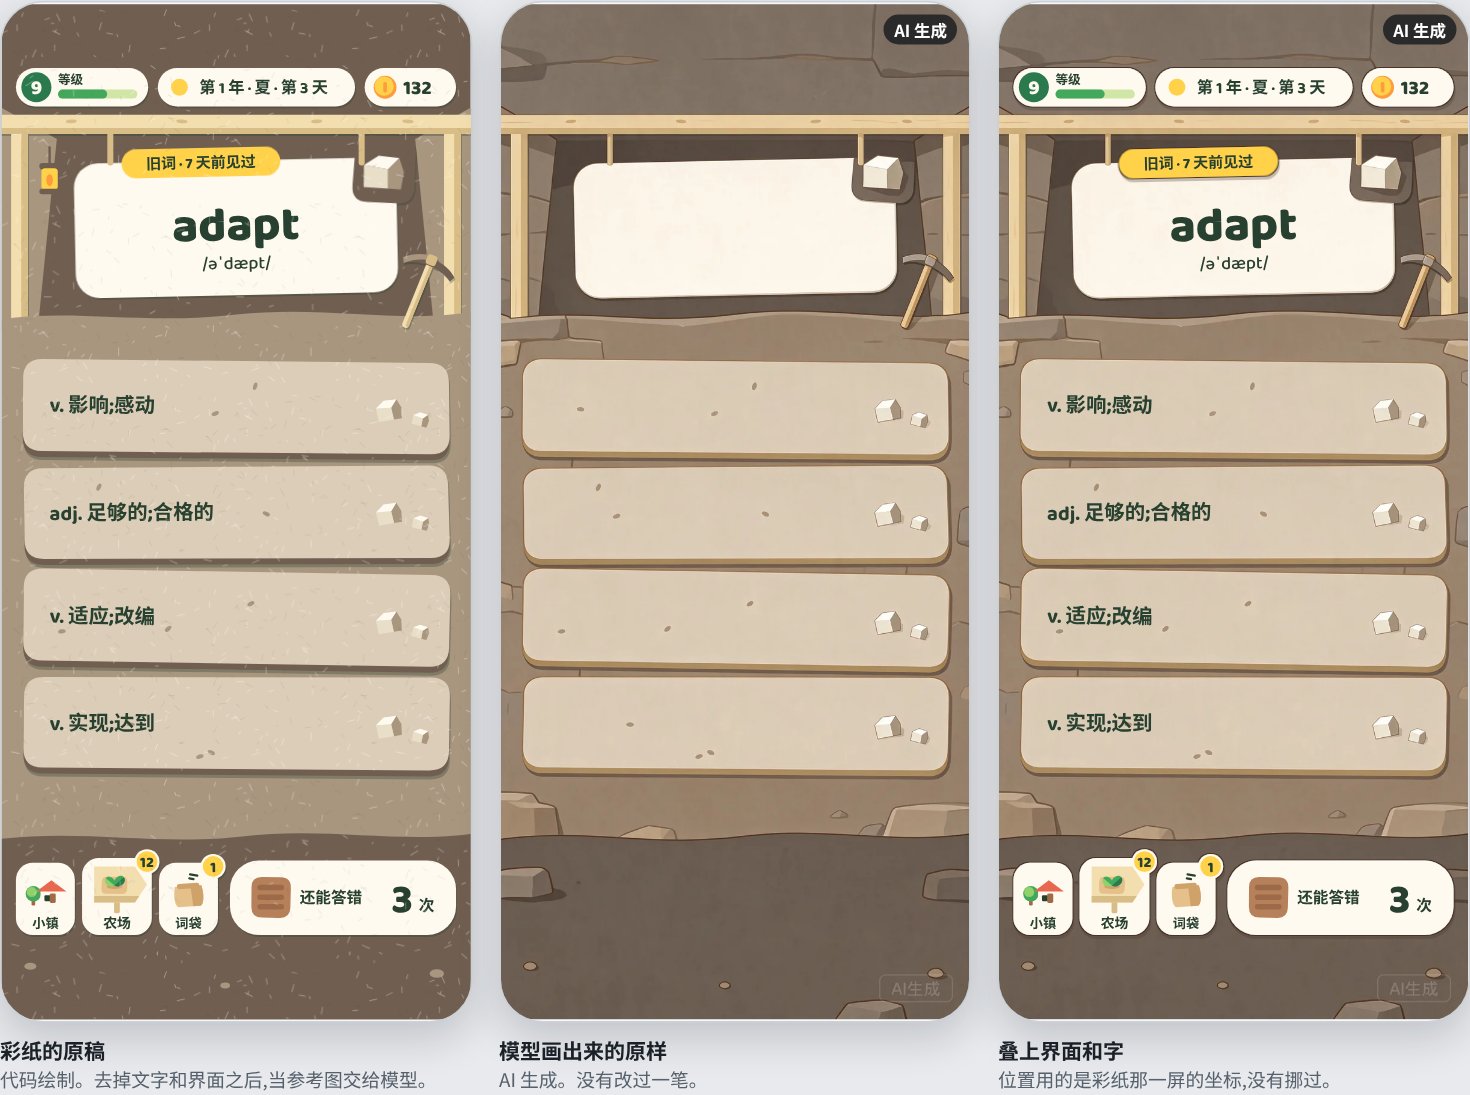 9 等级
第1年·夏·第3天
132
旧词·7天前见过
adapt
/əˈdæpt/
v. 影响;感动
adj. 足够的;合格的
v. 适应;改编
v. 实现;达到
小镇
12
农场
1
词袋
还能答错 3 次
彩纸的原稿
代码绘制。去掉文字和界面之后,当参考图交给模型。
AI 生成
AI生成
模型画出来的原样
AI 生成。没有改过一笔。
AI 生成
9 等级
第1年·夏·第3天
132
旧词·7天前见过
adapt
/əˈdæpt/
v. 影响;感动
adj. 足够的;合格的
v. 适应;改编
v. 实现;达到
小镇
12
农场
1
词袋
还能答错 3 次
AI生成
叠上界面和字
位置用的是彩纸那一屏的坐标,没有挪过。